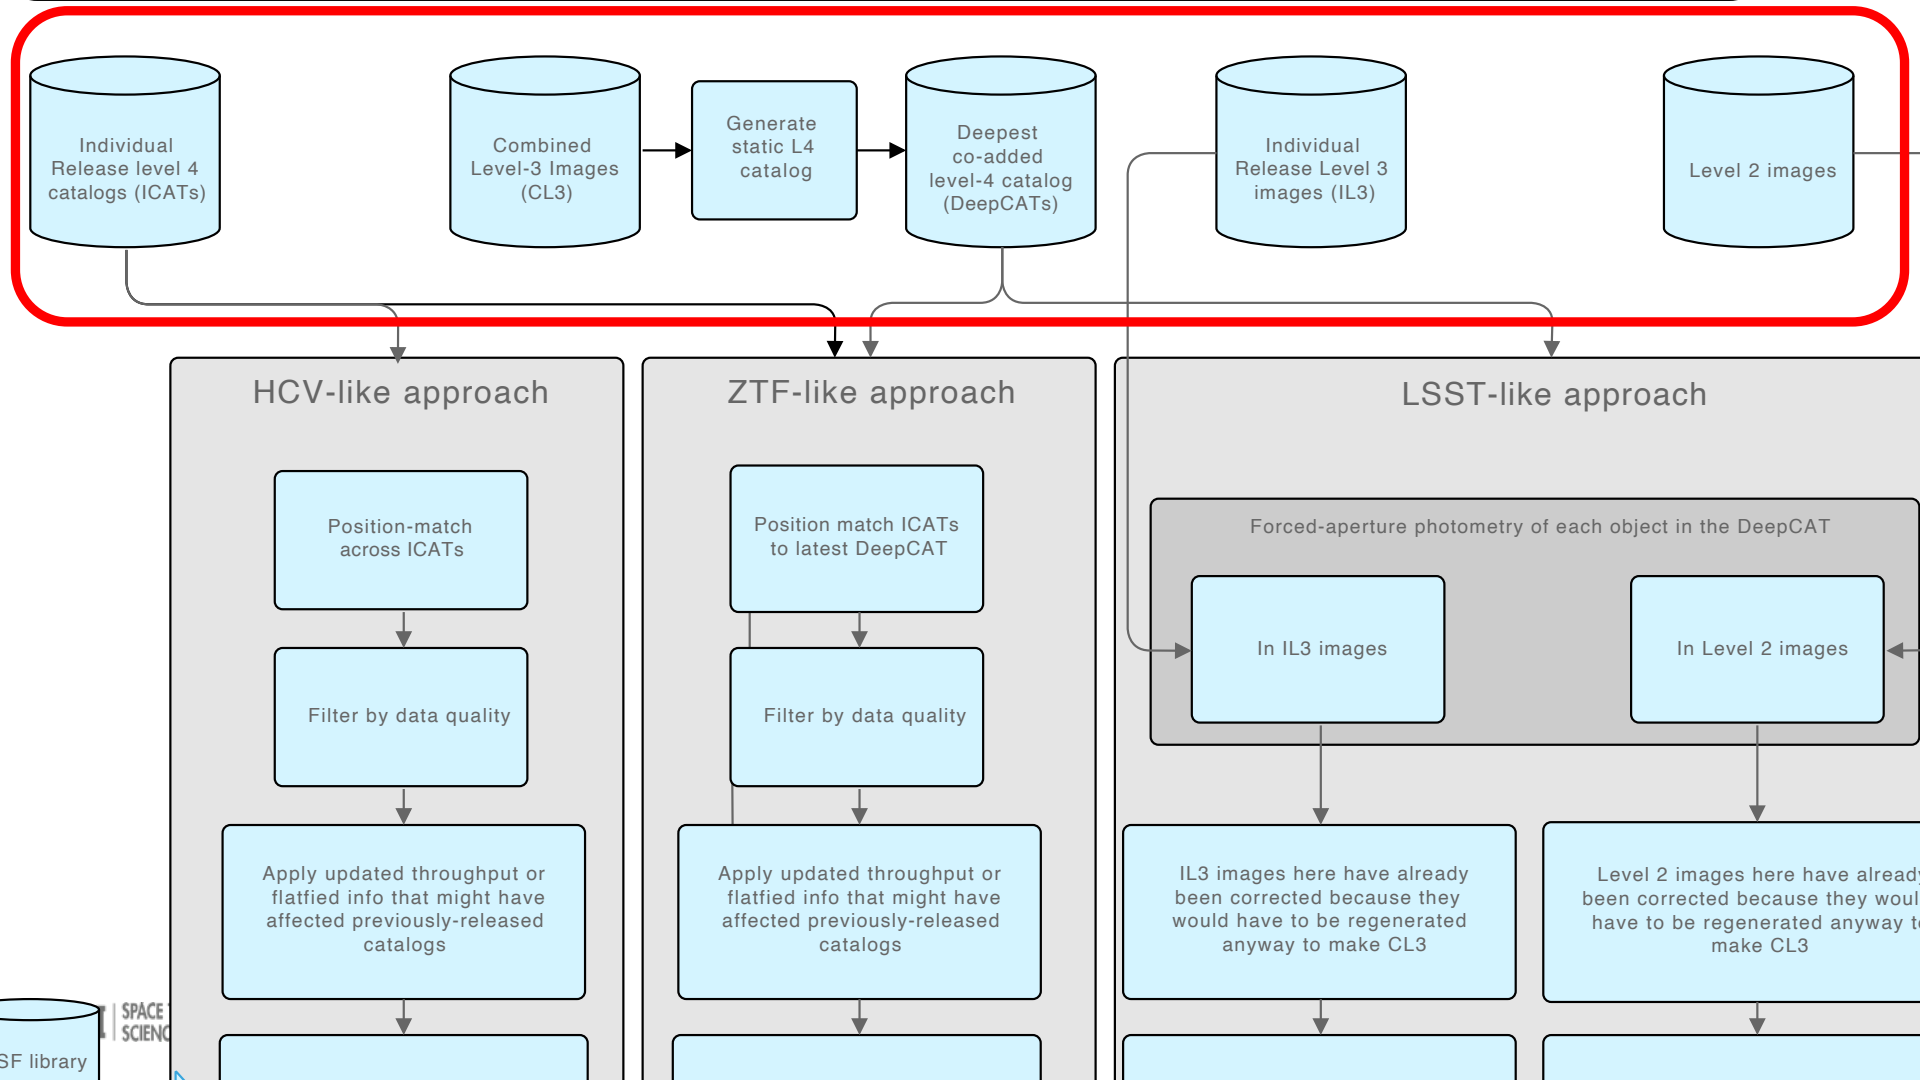 Individual
Release level 4
catalogs (ICATs)
Combined
Level-3 Images
(CL3)
Generate
static L4
catalog
Deepest
co-added
level-4 catalog
(DeepCATs)
Individual
Release Level 3
images (IL3)
Level 2 images
HCV-like approach
ZTF-like approach
LSST-like approach
Position-match
across ICATs
Position match ICATs
to latest DeepCAT
Forced-aperture photometry of each object in the DeepCAT
In IL3 images
In Level 2 images
Filter by data quality
Filter by data quality
Apply updated throughput or
flatfied info that might have
affected previously-released
catalogs
Apply updated throughput or
flatfied info that might have
affected previously-released
catalogs
IL3 images here have already
been corrected because they
would have to be regenerated
anyway to make CL3
Level 2 images here have already
been corrected because they
have to be regenerated anyway
make CL3
SPACE
library